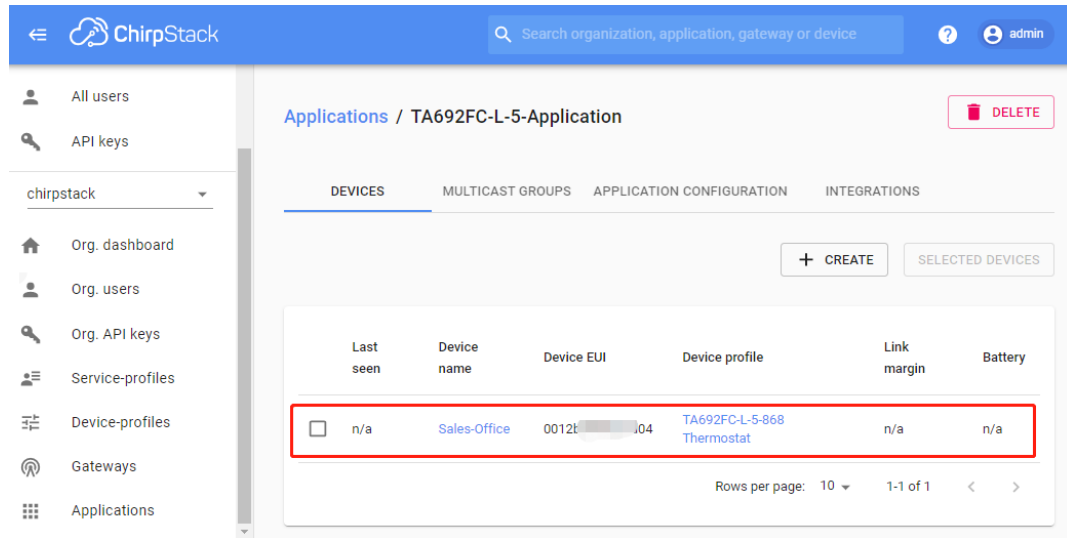 ChirpStack
Search organization, application, gateway or device
? admin
All users
API keys
chirpstack
Org. dashboard
Org. users
Org. API keys
Service-profiles
Device-profiles
Gateways
Applications
Applications / TA692FC-L-5-Application
DELETE
DEVICES MULTICAST GROUPS APPLICATION CONFIGURATION INTEGRATIONS
+ CREATE SELECTED DEVICES
Last seen Device name Device EUI Device profile Link margin Battery
n/a Sales-Office 0012 04 TA692FC-L-5-868 Thermostat n/a n/a
Rows per page: 10 1-1 of 1 < >